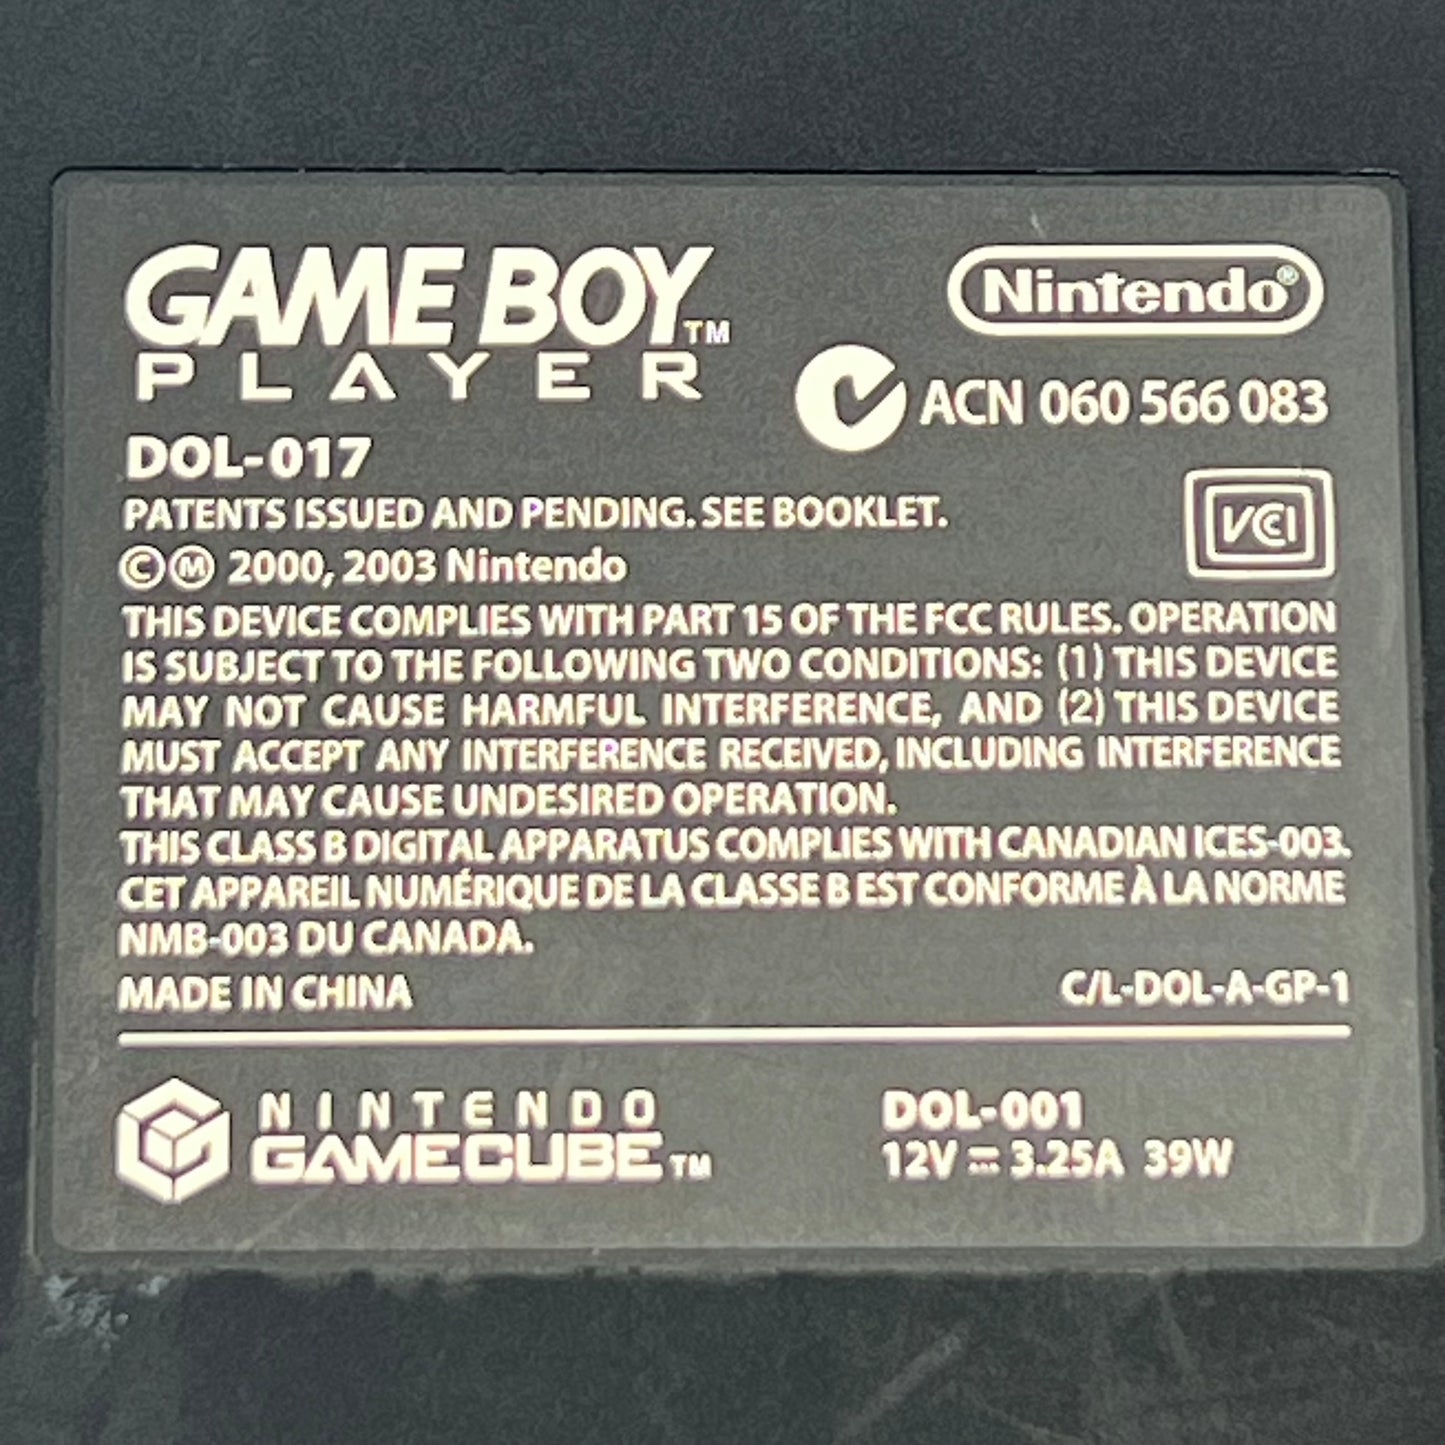 GAME BOY™
PLAYER
Nintendo®
ACN 060 566 083
DOL-017
VCCI
PATENTS ISSUED AND PENDING. SEE BOOKLET.
ⒸⓂ 2000, 2003 Nintendo
THIS DEVICE COMPLIES WITH PART 15 OF THE FCC RULES. OPERATION
IS SUBJECT TO THE FOLLOWING TWO CONDITIONS: (1) THIS DEVICE
MAY NOT CAUSE HARMFUL INTERFERENCE, AND (2) THIS DEVICE
MUST ACCEPT ANY INTERFERENCE RECEIVED, INCLUDING INTERFERENCE
THAT MAY CAUSE UNDESIRED OPERATION.
THIS CLASS B DIGITAL APPARATUS COMPLIES WITH CANADIAN ICES-003.
CET APPAREIL NUMÉRIQUE DE LA CLASSE B EST CONFORME À LA NORME
NMB-003 DU CANADA.
MADE IN CHINA
C/L-DOL-A-GP-1
NINTENDO
GAMECUBE™
DOL-001
12V ⎓ 3.25A 39W